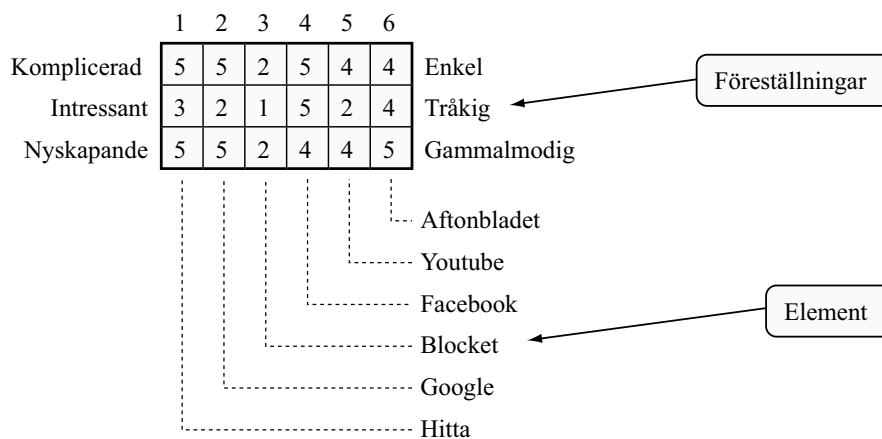 1 2 3 4 5 6
Komplicerad 5 5 2 5 4 4 Enkel
Föreställningar
Intressant 3 2 1 5 2 4 Tråkig
Nyskapande 5 5 2 4 4 5 Gammalmodig
Aftonbladet
Youtube
Facebook
Element
Blocket
Google
Hitta